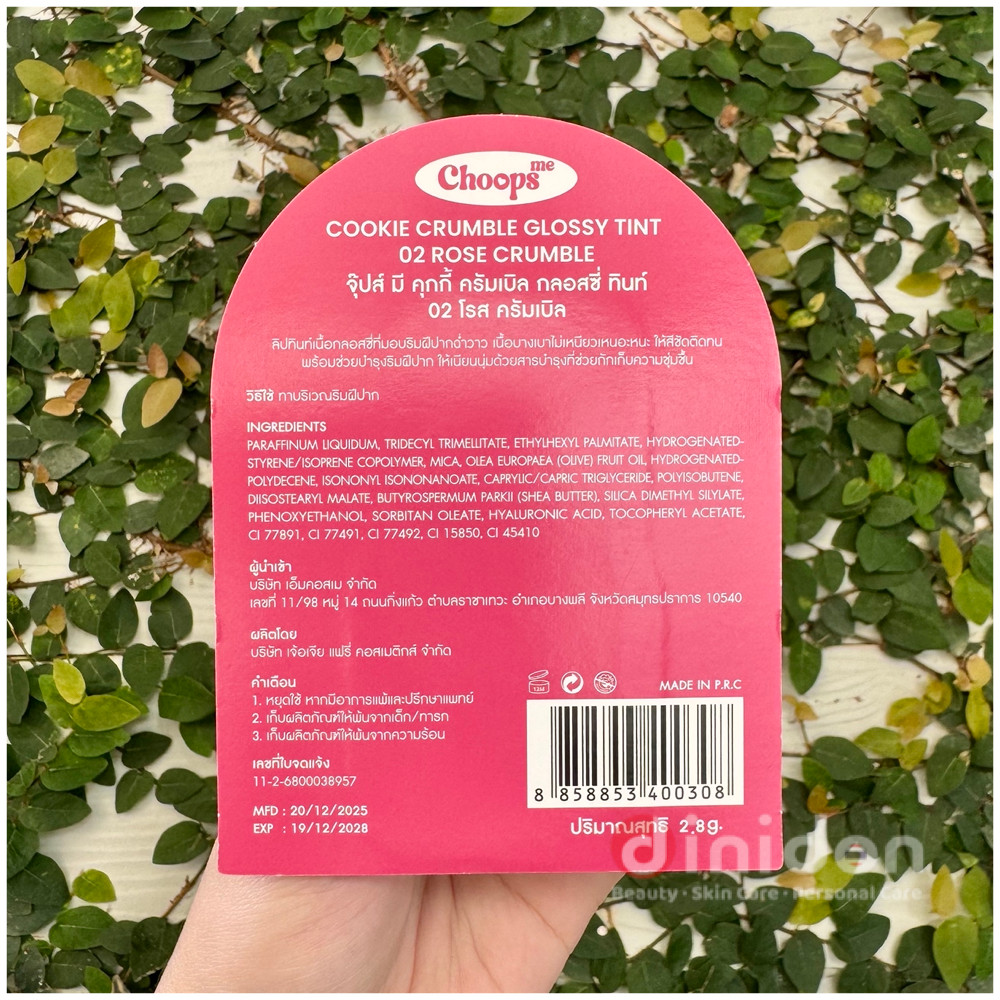 Choops me
COOKIE CRUMBLE GLOSSY TINT
02 ROSE CRUMBLE
จุ๊ปส์ มี คุกกี้ ครัมเบิล กลอสซี่ ทินท์
02 โรส ครัมเบิล
ลิปทินท์เนื้อกลอสซี่ที่มอบริมฝีปากฉ่ำวาว เนื้อบางเบาไม่เหนียวเหนอะหนะ ให้สีชัดติดทน
พร้อมช่วยบำรุงริมฝีปาก ให้เนียนนุ่มด้วยสารบำรุงที่ช่วยกักเก็บความชุ่มชื้น
วิธีใช้ ทาบริเวณริมฝีปาก
INGREDIENTS
PARAFFINUM LIQUIDUM, TRIDECYL TRIMELLITATE, ETHYLHEXYL PALMITATE, HYDROGENATED-
STYRENE/ISOPRENE COPOLYMER, MICA, OLEA EUROPAEA (OLIVE) FRUIT OIL, HYDROGENATED-
POLYDECENE, ISONONYL ISONONANOATE, CAPRYLIC/CAPRIC TRIGLYCERIDE, POLYISOBUTENE,
DIISOSTEARYL MALATE, BUTYROSPERMUM PARKII (SHEA BUTTER), SILICA DIMETHYL SILYLATE,
PHENOXYETHANOL, SORBITAN OLEATE, HYALURONIC ACID, TOCOPHERYL ACETATE,
CI 77891, CI 77491, CI 77492, CI 15850, CI 45410
ผู้นำเข้า
บริษัท เอ็มคอสเม จำกัด
เลขที่ 11/98 หมู่ 14 ถนนกิ่งแก้ว ตำบลราชาเทวะ อำเภอบางพลี จังหวัดสมุทรปราการ 10540
ผลิตโดย
บริษัท เจ้อเจีย แฟรี่ คอสเมติกส์ จำกัด
คำเตือน
1. หยุดใช้ หากมีอาการแพ้และปรึกษาแพทย์
2. เก็บผลิตภัณฑ์ให้พ้นจากเด็ก/ทารก
3. เก็บผลิตภัณฑ์ให้พ้นจากความร้อน
เลขที่ใบจดแจ้ง
11-2-6800038957
MFD : 20/12/2025
EXP : 19/12/2028
12M
MADE IN P.R.C
8 858853 400308
ปริมาณสุทธิ 2.8g.
diniden
Beauty • Skin Care • Personal Care